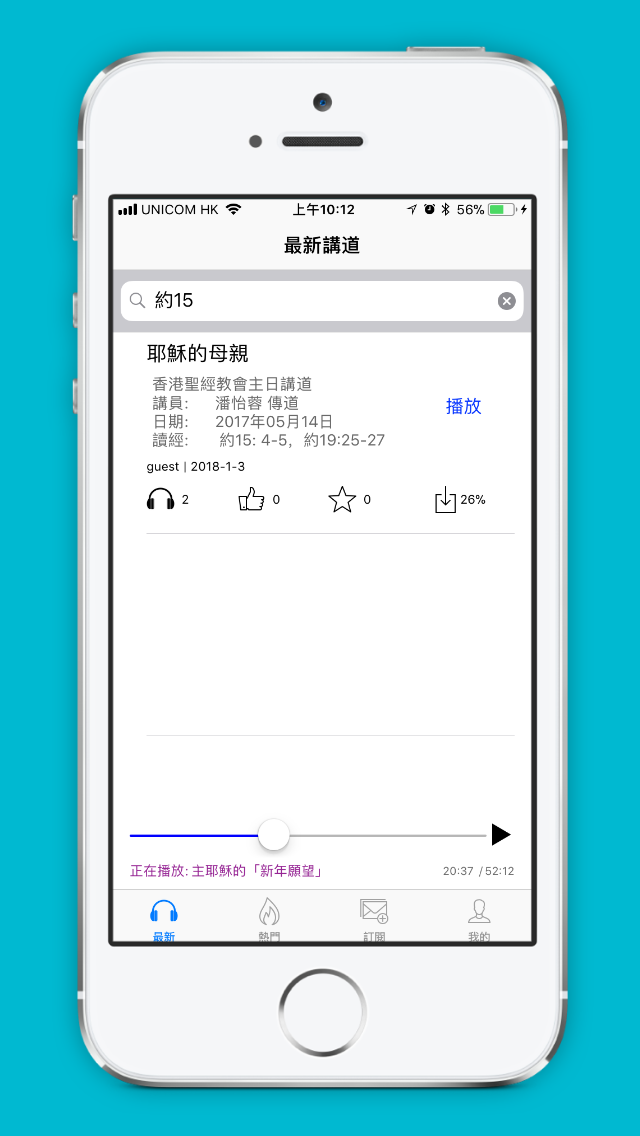 UNICOM HK 上午10:12 56%
最新講道
約15
耶穌的母親
香港聖經教會主日講道
講員: 潘怡蓉 傳道
播放
日期: 2017年05月14日
讀經: 約15: 4-5, 約19:25-27
guest | 2018-1-3
2 0 0 26%
正在播放: 主耶穌的「新年願望」 20:37 /52:12
最新 熱門 訂閱 我的